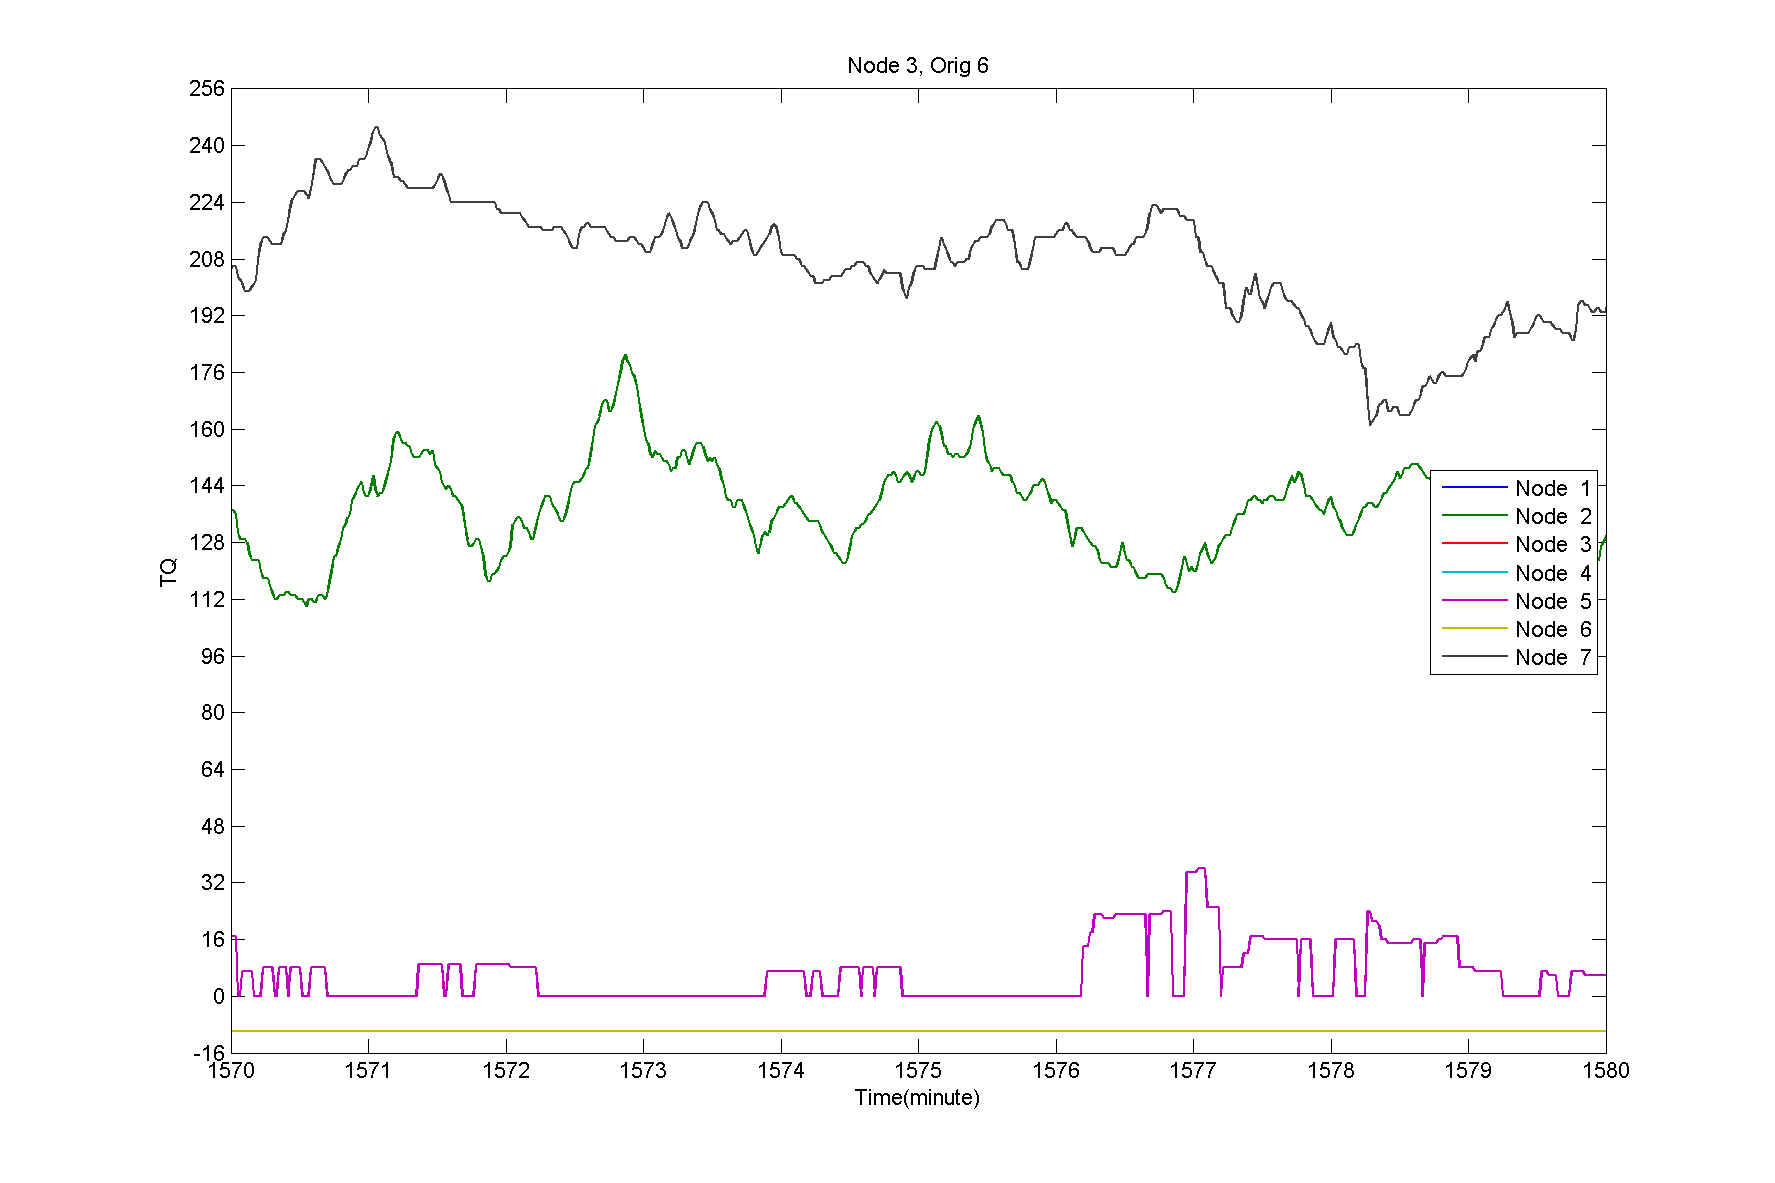 Node 3, Orig 6
256
240
224
208
192
176
160
144
128
112
96
80
64
48
32
16
0
-16
TQ
Node 1
Node 2
Node 3
Node 4
Node 5
Node 6
Node 7
1570 1571 1572 1573 1574 1575 1576 1577 1578 1579 1580
Time(minute)